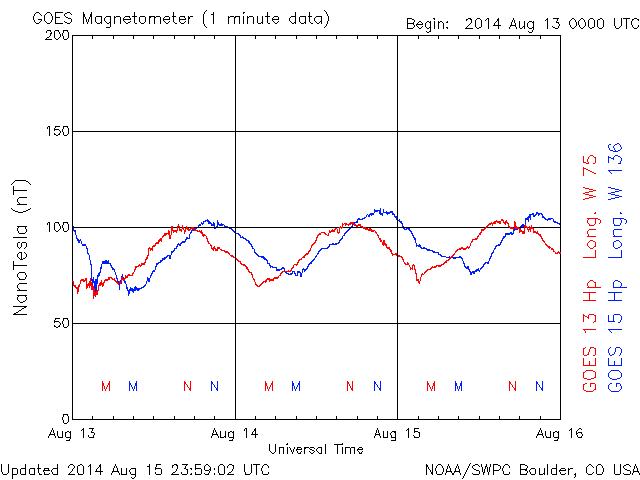 GOES Magnetometer (1 minute data)
Begin: 2014 Aug 13 0000 UTC
200
150
100
50
0
NanoTesla (nT)
M M N N M M N N M M N N
Aug 13 Aug 14 Aug 15 Aug 16
Universal Time
GOES 13 Hp Long. W 75
GOES 15 Hp Long. W 136
Updated 2014 Aug 15 23:59:02 UTC
NOAA/SWPC Boulder, CO USA